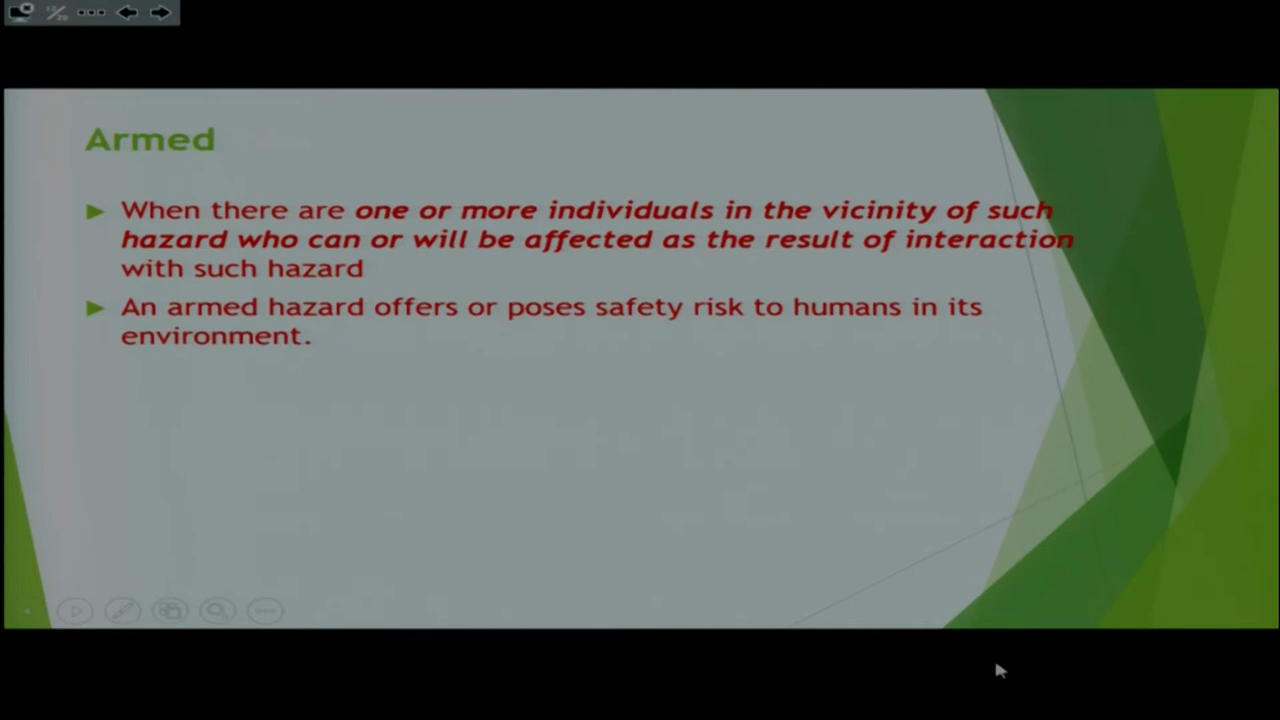 13/20
Armed
When there are one or more individuals in the vicinity of such
hazard who can or will be affected as the result of interaction
with such hazard
An armed hazard offers or poses safety risk to humans in its
environment.